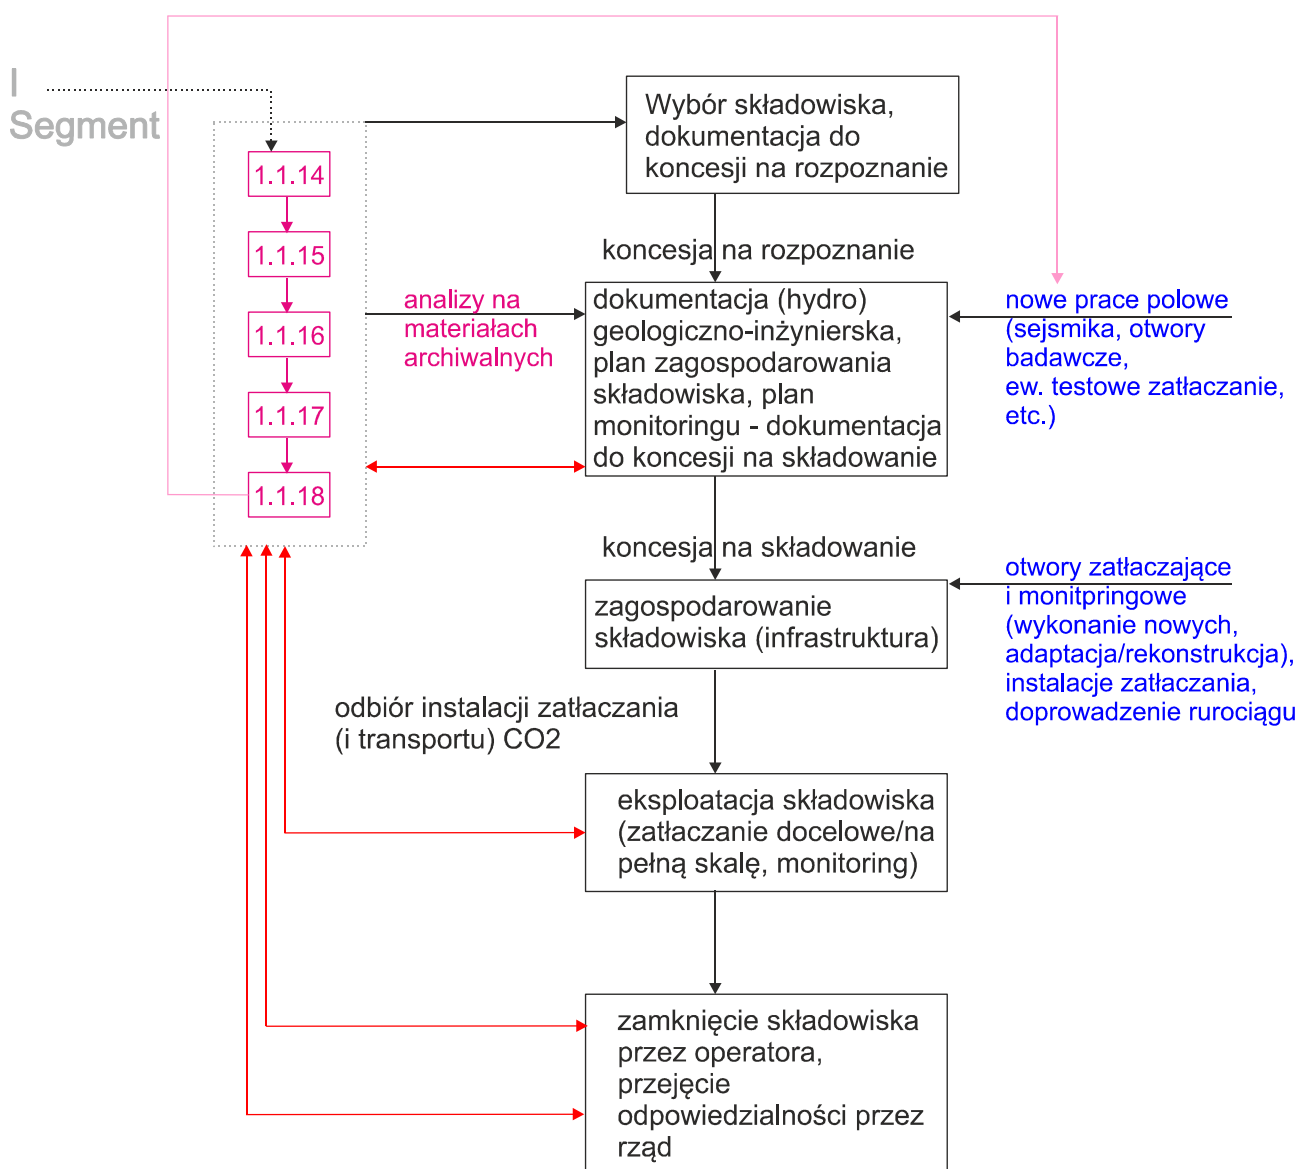 I
Segment
1.1.14
1.1.15
1.1.16
1.1.17
1.1.18
Wybór składowiska,
dokumentacja do
koncesji na rozpoznanie
koncesja na rozpoznanie
analizy na
materiałach
archiwalnych
dokumentacja (hydro)
geologiczno-inżynierska,
plan zagospodarowania
składowiska, plan
monitoringu - dokumentacja
do koncesji na składowanie
nowe prace polowe
(sejsmika, otwory
badawcze,
ew. testowe zatłaczanie,
etc.)
koncesja na składowanie
zagospodarowanie
składowiska (infrastruktura)
otwory zatłaczające
i monitpringowe
(wykonanie nowych,
adaptacja/rekonstrukcja),
instalacje zatłaczania,
doprowadzenie rurociągu
odbiór instalacji zatłaczania
(i transportu) CO2
eksploatacja składowiska
(zatłaczanie docelowe/na
pełną skalę, monitoring)
zamknięcie składowiska
przez operatora,
przejęcie
odpowiedzialności przez
rząd